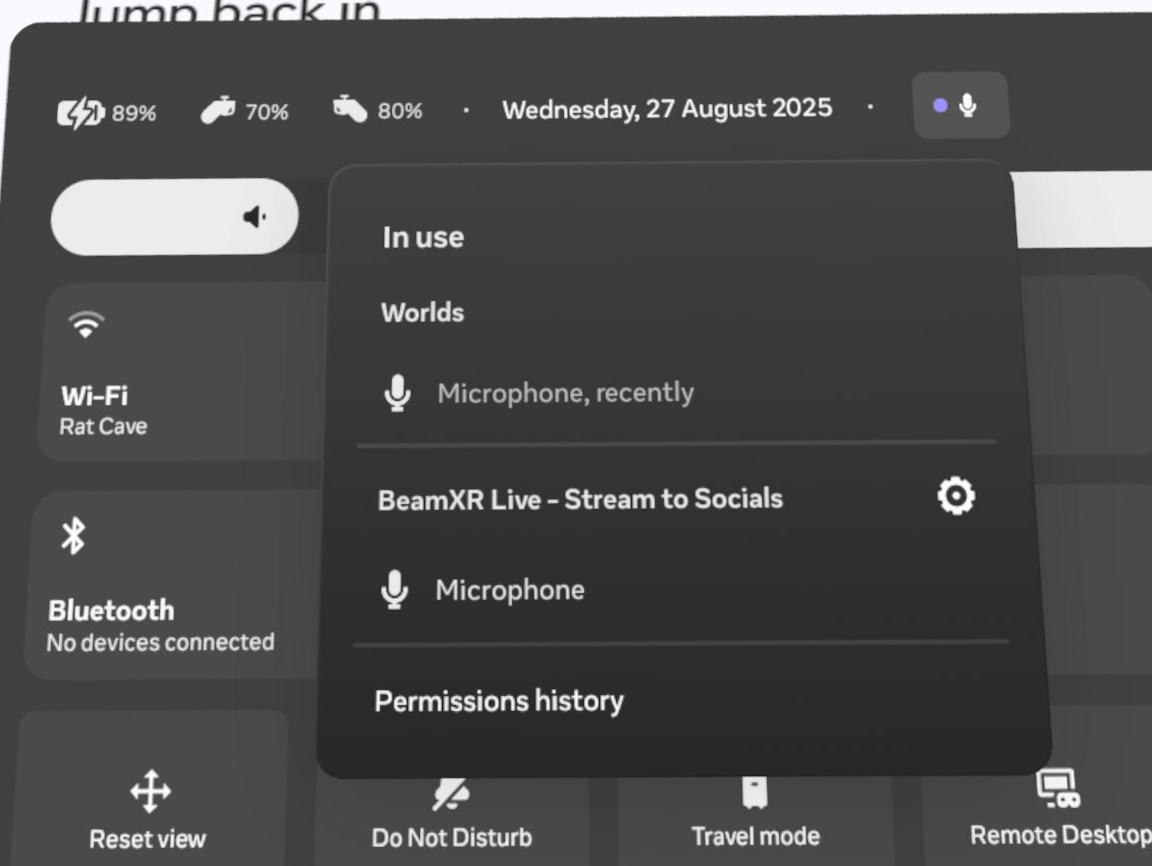 Jump back in
89%
70%
80%
·
Wednesday, 27 August 2025
·
In use
Worlds
Microphone, recently
Wi-Fi
Rat Cave
BeamXR Live - Stream to Socials
Microphone
Bluetooth
No devices connected
Permissions history
Reset view
Do Not Disturb
Travel mode
Remote Desktop